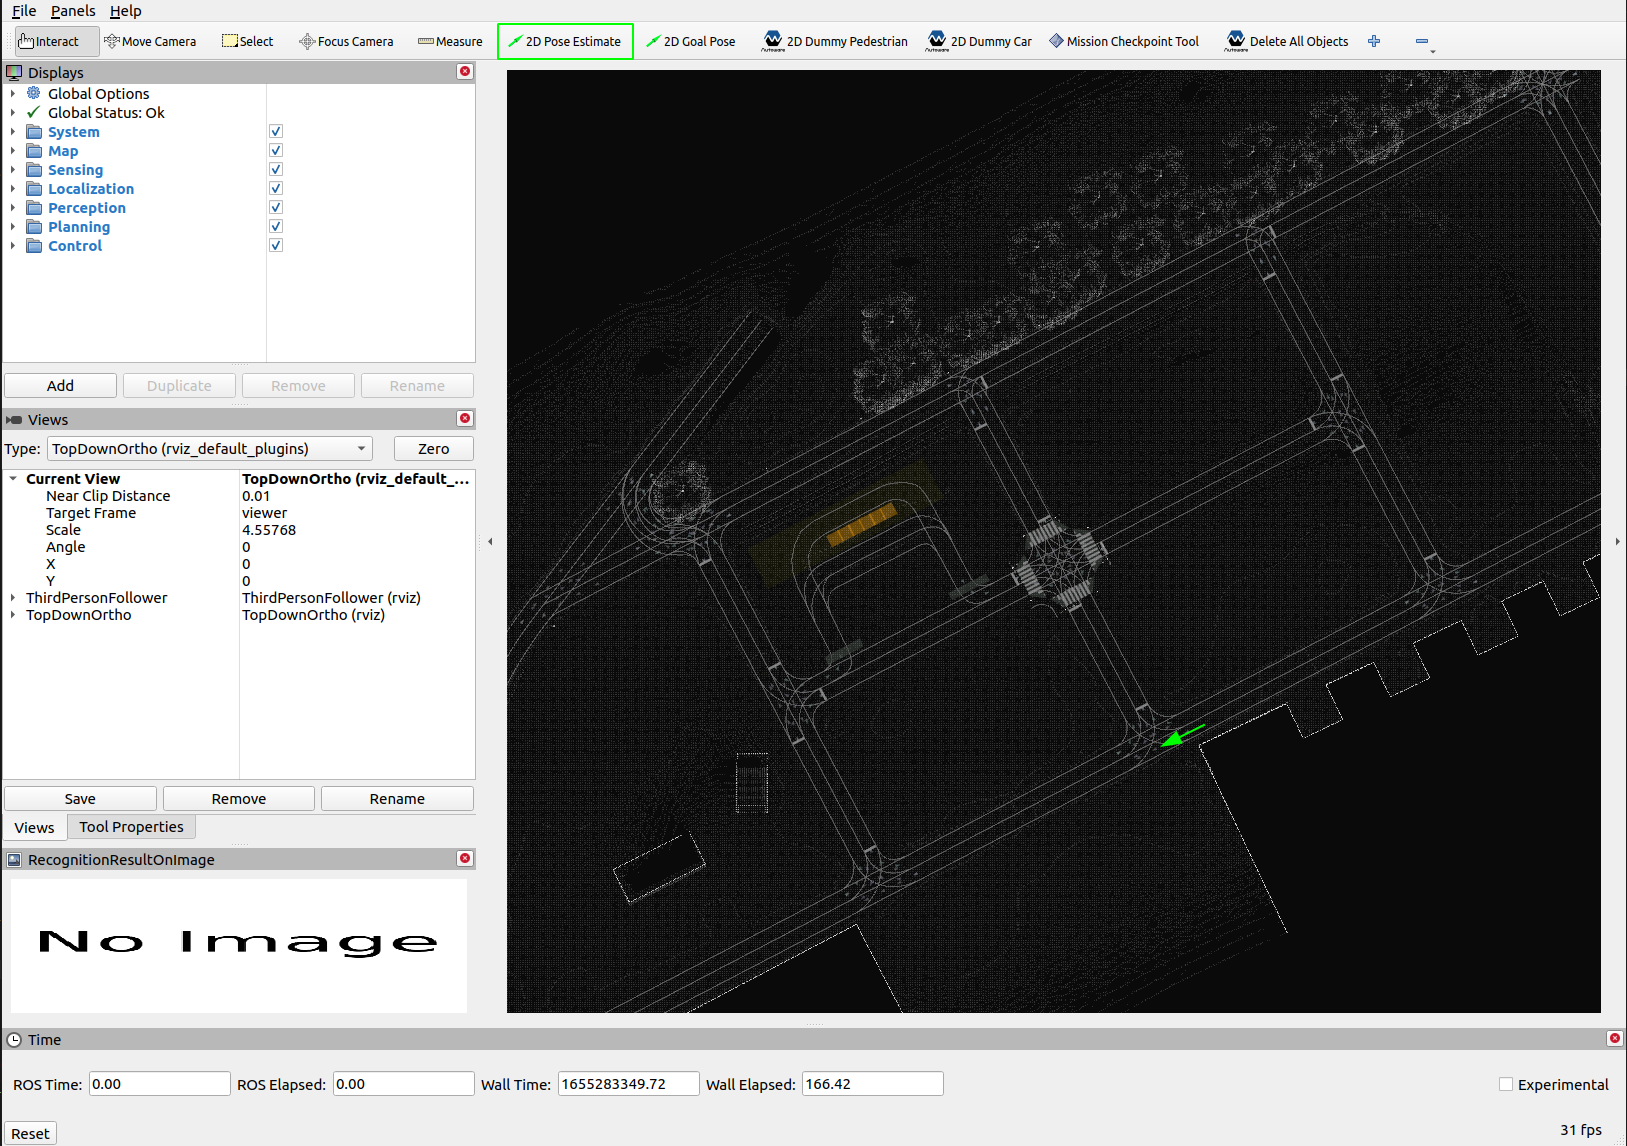 File Panels Help
Interact Move Camera Select Focus Camera Measure 2D Pose Estimate 2D Goal Pose 2D Dummy Pedestrian 2D Dummy Car Mission Checkpoint Tool Delete All Objects
Displays
Global Options
Global Status: Ok
System
Map
Sensing
Localization
Perception
Planning
Control
Add Duplicate Remove Rename
Views
Type: TopDownOrtho (rviz_default_plugins) Zero
Current View TopDownOrtho (rviz_default_...
Near Clip Distance 0.01
Target Frame viewer
Scale 4.55768
Angle 0
X 0
Y 0
ThirdPersonFollower ThirdPersonFollower (rviz)
TopDownOrtho TopDownOrtho (rviz)
Save Remove Rename
Views Tool Properties
RecognitionResultOnImage
No Image
Time
ROS Time: 0.00 ROS Elapsed: 0.00 Wall Time: 1655283349.72 Wall Elapsed: 166.42 Experimental
Reset 31 fps